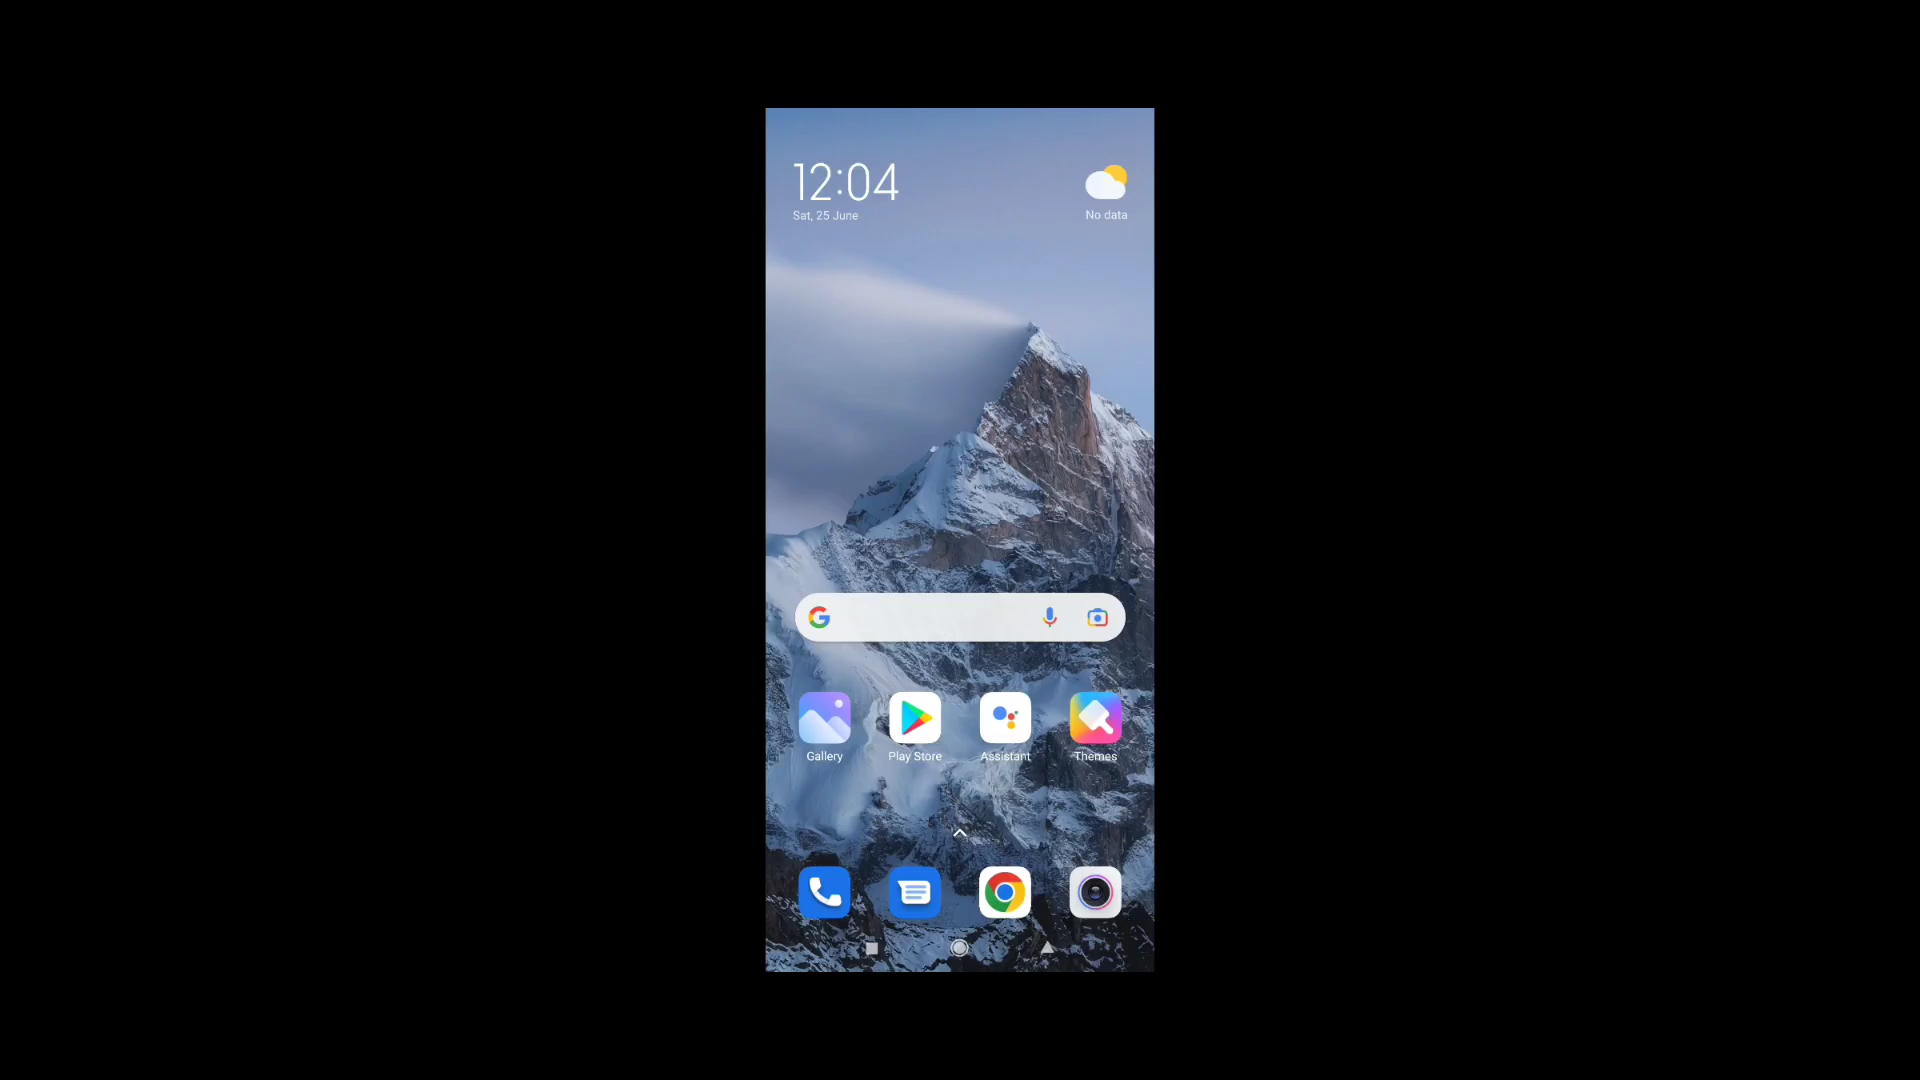 12:04
Sat, 25 June
No data
Gallery
Play Store
Assistant
Themes